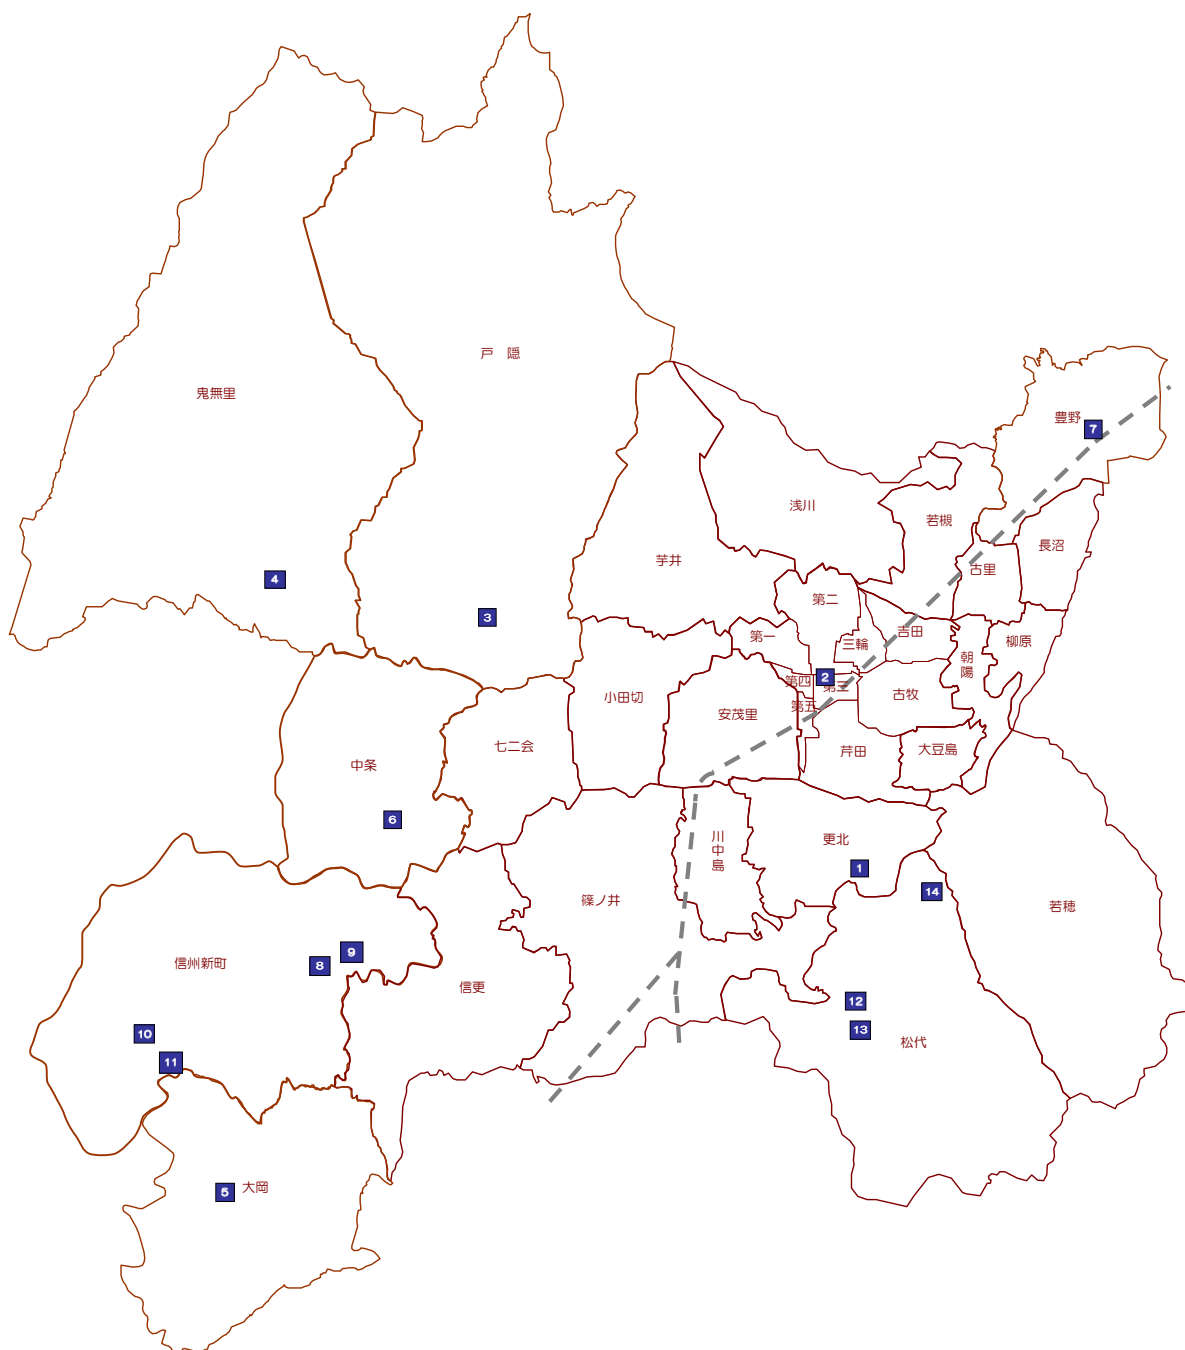 戸 隠
鬼無里
豊野
7
浅川
若槻
長沼
芋井
古里
4
第二
3
吉田
第一
三輪
柳原
朝陽
2
第四
第三
小田切
古牧
第五
安茂里
七二会
大豆島
芹田
中条
6
川中島
更北
1
14
篠ノ井
若穂
9
信州新町
8
信更
12
13
10
松代
11
5
大岡